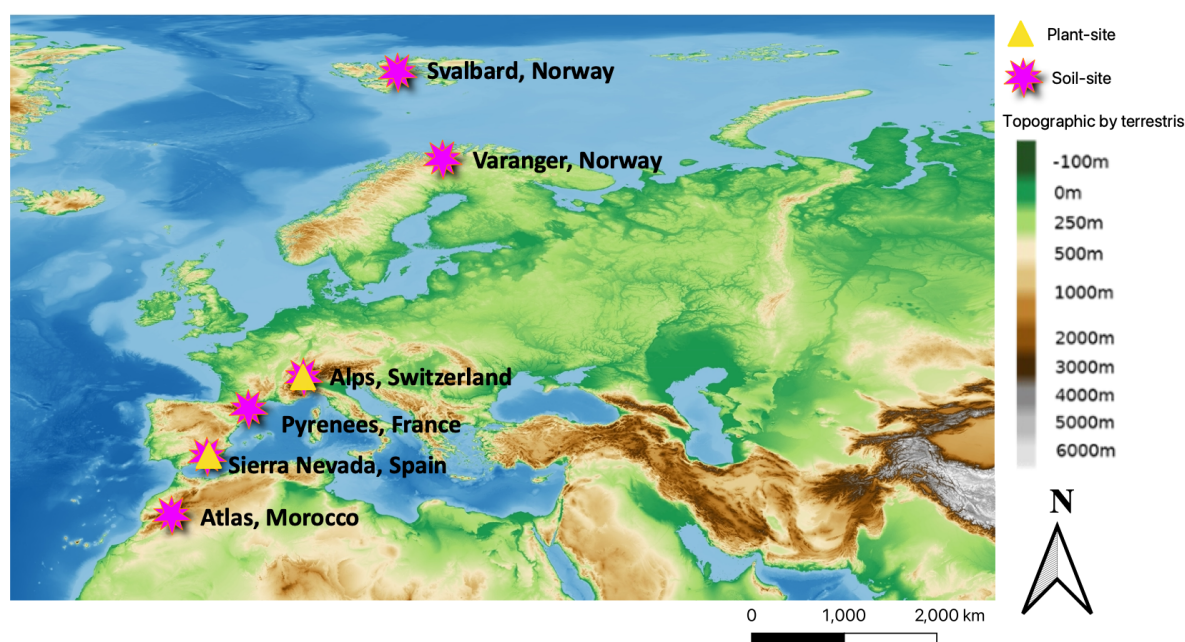 Svalbard, Norway
Varanger, Norway
Alps, Switzerland
Pyrenees, France
Sierra Nevada, Spain
Atlas, Morocco
Plant-site
Soil-site
Topographic by terrestris
-100m
0m
250m
500m
1000m
2000m
3000m
4000m
5000m
6000m
N
0 1,000 2,000 km